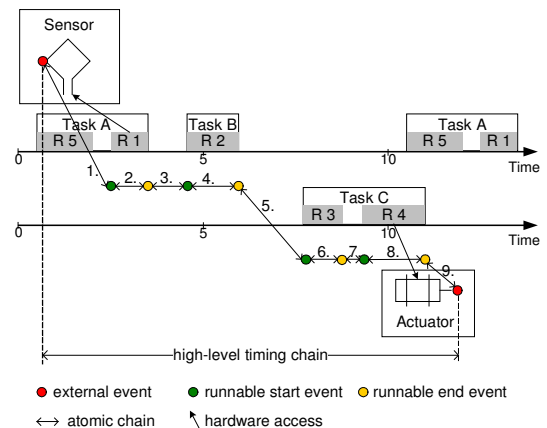 Sensor
Task A Task B Task A
R 5 R 1 R 2 R 5 R 1
0 5 10 Time
1. 2. 3. 4.
5.
Task C
R 3 R 4
0 5 10 Time
6. 7. 8. 9.
Actuator
high-level timing chain
external event runnable start event runnable end event
atomic chain hardware access